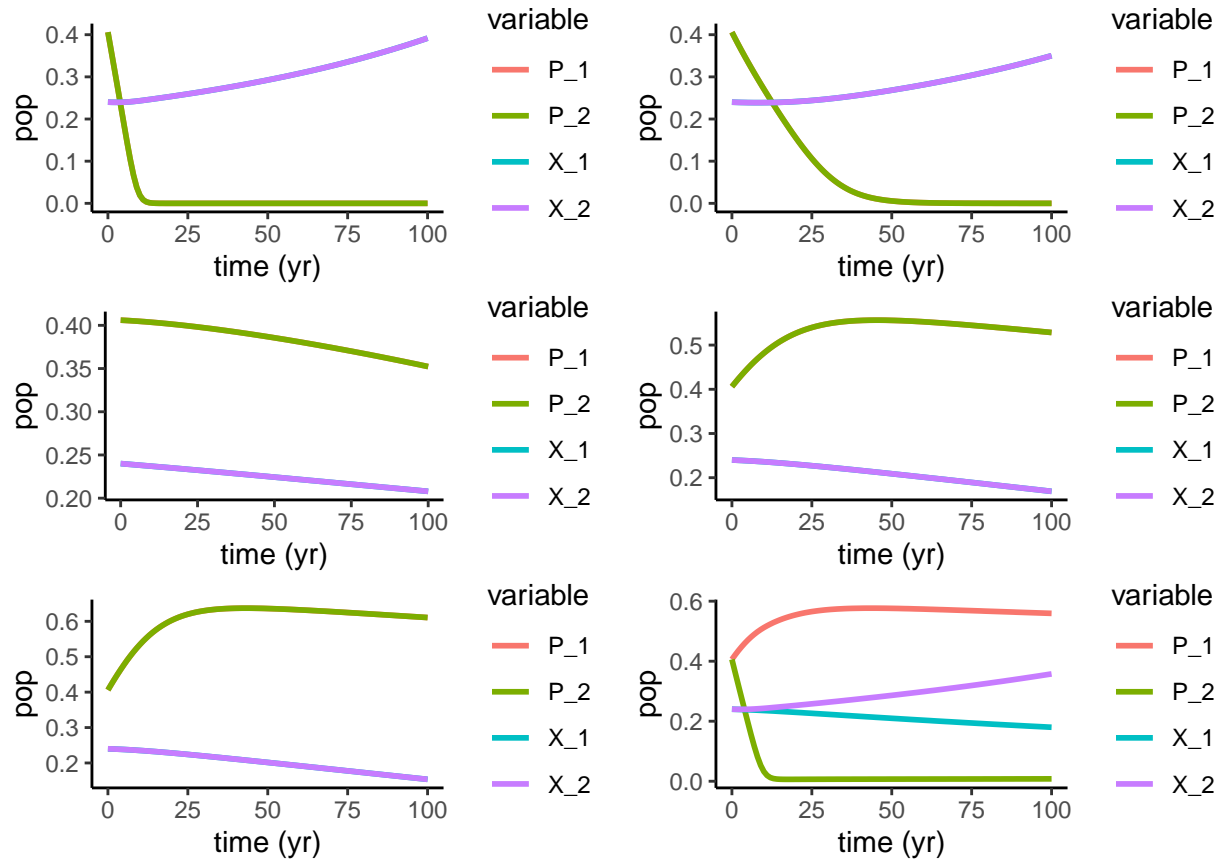 variable
P_1
P_2
X_1
X_2
pop
0.4
0.3
0.2
0.1
0.0
0 25 50 75 100
time (yr)
variable
P_1
P_2
X_1
X_2
pop
0.4
0.3
0.2
0.1
0.0
0 25 50 75 100
time (yr)
variable
P_1
P_2
X_1
X_2
pop
0.40
0.35
0.30
0.25
0.20
0 25 50 75 100
time (yr)
variable
P_1
P_2
X_1
X_2
pop
0.5
0.4
0.3
0.2
0 25 50 75 100
time (yr)
variable
P_1
P_2
X_1
X_2
pop
0.6
0.5
0.4
0.3
0.2
0 25 50 75 100
time (yr)
variable
P_1
P_2
X_1
X_2
pop
0.6
0.4
0.2
0.0
0 25 50 75 100
time (yr)